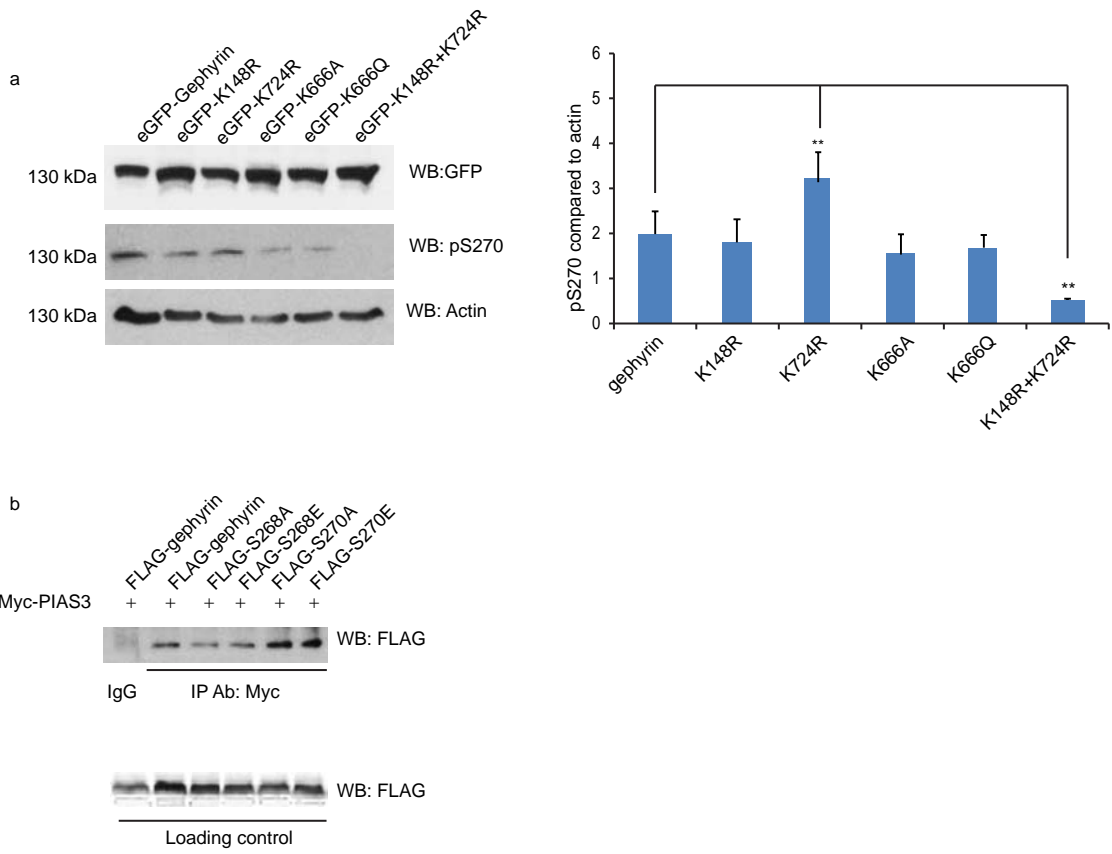 a
eGFP-Gephyrin
eGFP-K148R
eGFP-K724R
eGFP-K666A
eGFP-K666Q
eGFP-K148R+K724R
130 kDa
WB:GFP
130 kDa
WB: pS270
130 kDa
WB: Actin
pS270 compared to actin
6
5
4
3
2
1
0
**
**
gephyrin
K148R
K724R
K666A
K666Q
K148R+K724R
b
FLAG-gephyrin
FLAG-gephyrin
FLAG-S268A
FLAG-S268E
FLAG-S270A
FLAG-S270E
Myc-PIAS3 + + + + + +
WB: FLAG
IgG IP Ab: Myc
WB: FLAG
Loading control